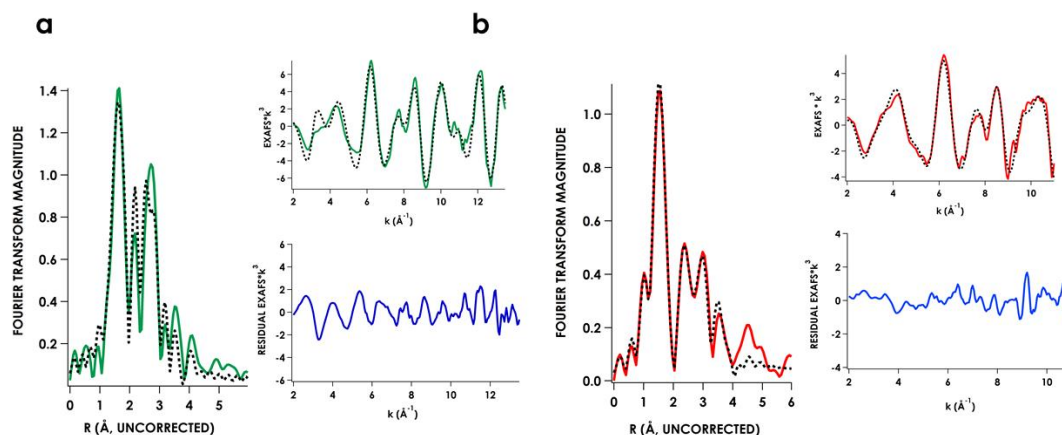 a
FOURIER TRANSFORM MAGNITUDE
1.4
1.2
1.0
0.8
0.6
0.4
0.2
0 1 2 3 4 5
R (Å, UNCORRECTED)
EXAFS*k³
6
4
2
0
-2
-4
-6
2 4 6 8 10 12
k (Å⁻¹)
RESIDUAL EXAFS*k³
6
4
2
0
-2
-4
-6
2 4 6 8 10 12
k (Å⁻¹)
b
FOURIER TRANSFORM MAGNITUDE
1.0
0.8
0.6
0.4
0.2
0.0
0 1 2 3 4 5 6
R (Å, UNCORRECTED)
EXAFS * k³
4
2
0
-2
-4
2 4 6 8 10
k (Å⁻¹)
RESIDUAL EXAFS*k³
4
2
0
-2
-4
2 4 6 8 10
k (Å⁻¹)